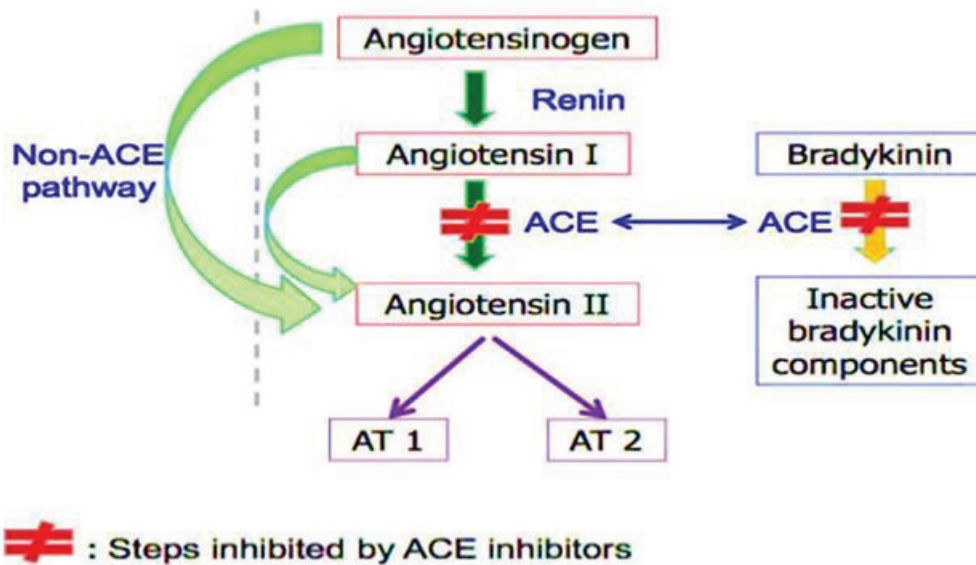 Angiotensinogen
Renin
Non-ACE
pathway
Angiotensin I
Bradykinin
ACE
ACE
Angiotensin II
Inactive
bradykinin
components
AT 1
AT 2
: Steps inhibited by ACE inhibitors